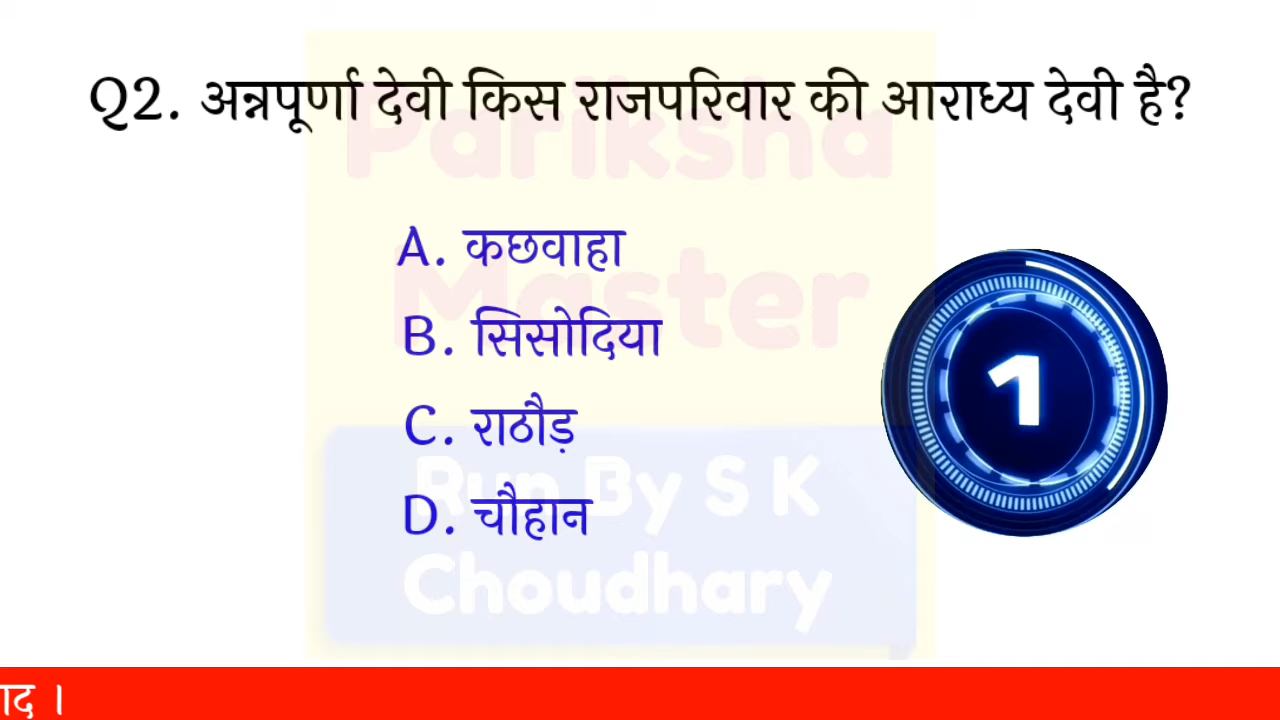 Q2. अन्नपूर्णा देवी किस राजपरिवार की आराध्य देवी है?
Pariksha
A. कछवाहा
Master
B. सिसोदिया
1
C. राठौड़
Run By S K
D. चौहान
Choudhary
ाद ।